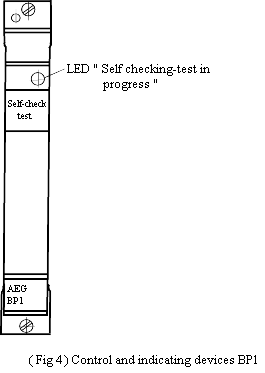 LED " Self checking-test in
progress "
Self-check
test.
AEG
BP1
( Fig 4 ) Control and indicating devices BP1